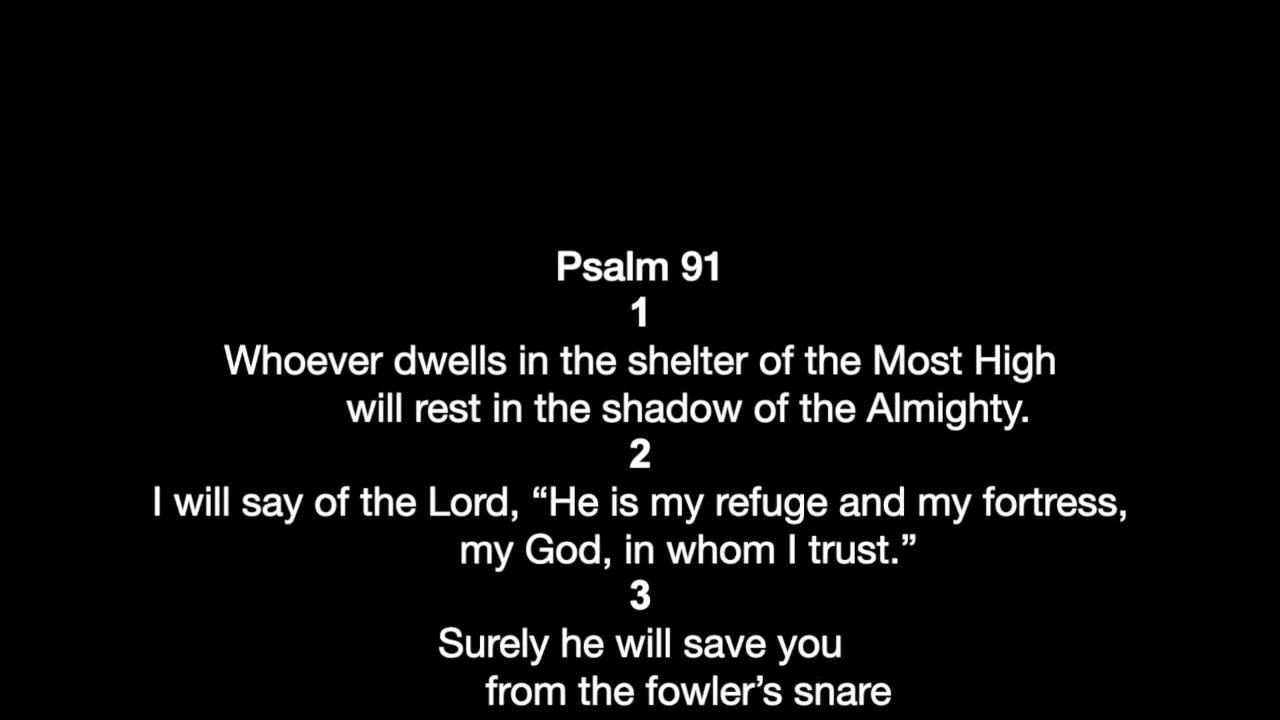 Psalm 91
1
Whoever dwells in the shelter of the Most High
will rest in the shadow of the Almighty.
2
I will say of the Lord, “He is my refuge and my fortress,
my God, in whom I trust.”
3
Surely he will save you
from the fowler’s snare